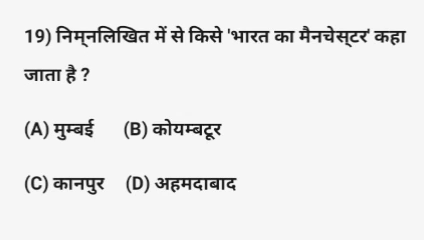 19) निम्नलिखित में से किसे 'भारत का मैनचेस्टर' कहा
जाता है ?
(A) मुम्बई (B) कोयम्बटूर
(C) कानपुर (D) अहमदाबाद